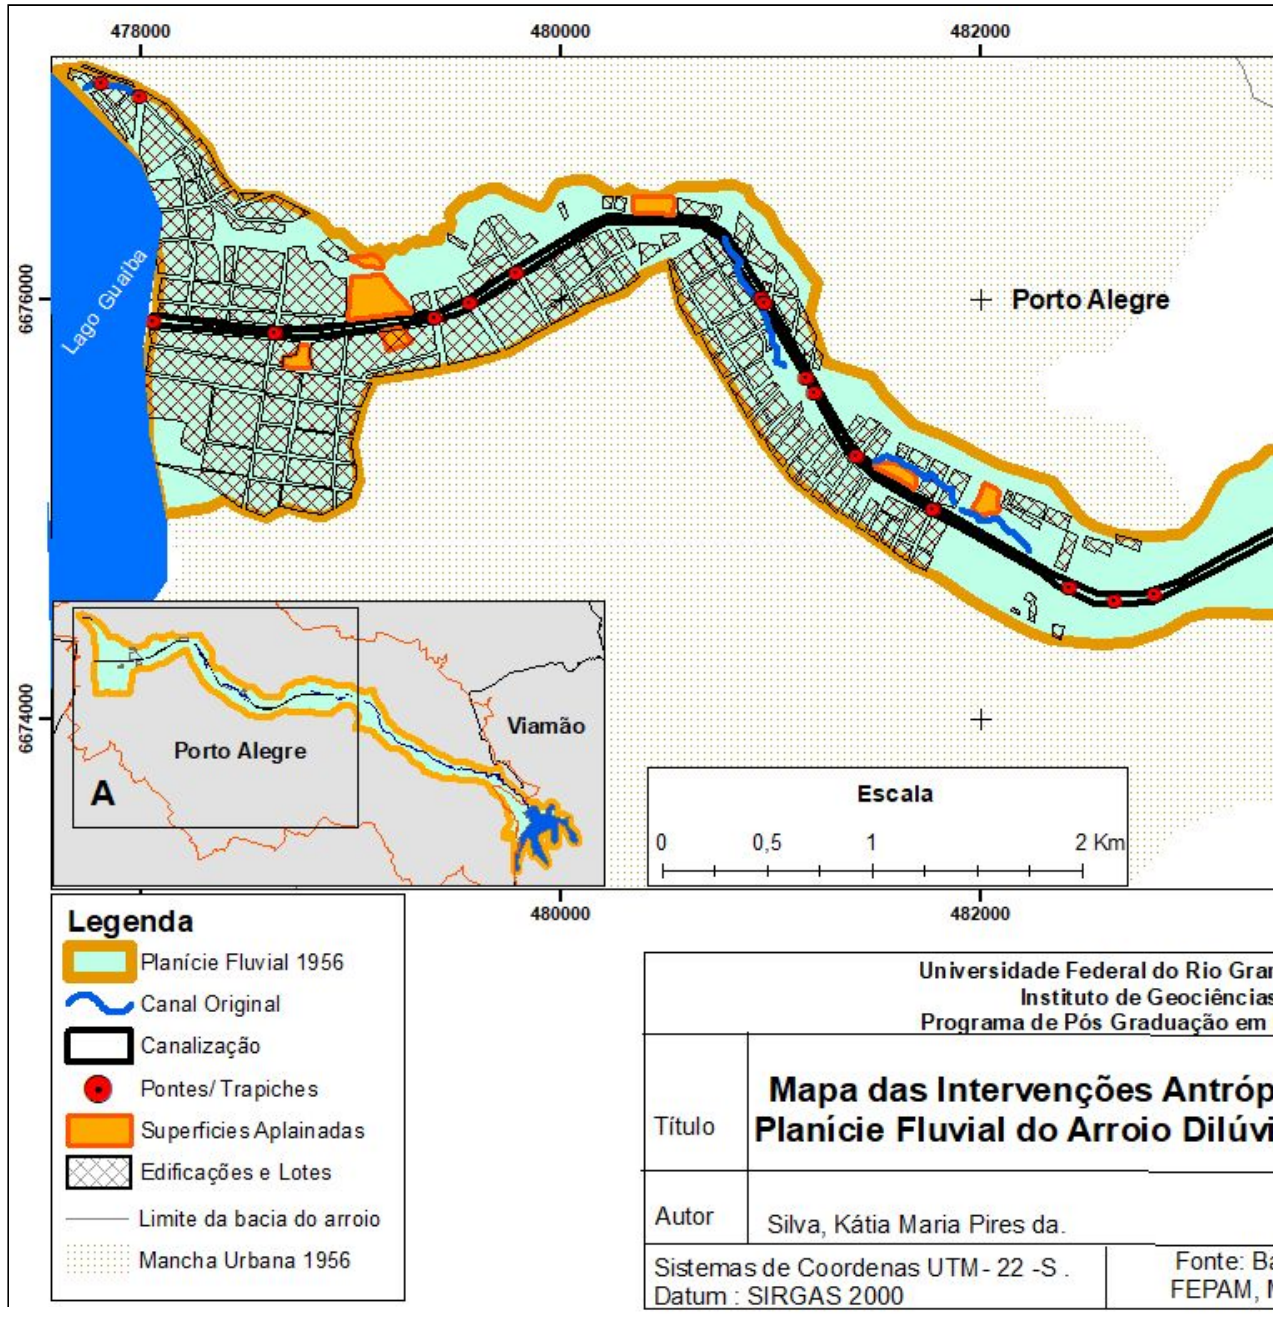 478000
480000
482000
6676000
Lago Guaíba
Porto Alegre
6674000
Viamão
Porto Alegre
A
Escala
0 0,5 1 2 Km
480000
482000
Legenda
Planície Fluvial 1956
Canal Original
Canalização
Pontes/ Trapiches
Superficies Aplainadas
Edificações e Lotes
Limite da bacia do arroio
Mancha Urbana 1956
Universidade Federal do Rio Gra
Instituto de Geociências
Programa de Pós Graduação em
Título
Mapa das Intervenções Antróp
Planície Fluvial do Arroio Dilúvi
Autor
Silva, Kátia Maria Pires da.
Sistemas de Coordenas UTM- 22 -S .
Datum : SIRGAS 2000
Fonte: Ba
FEPAM, M